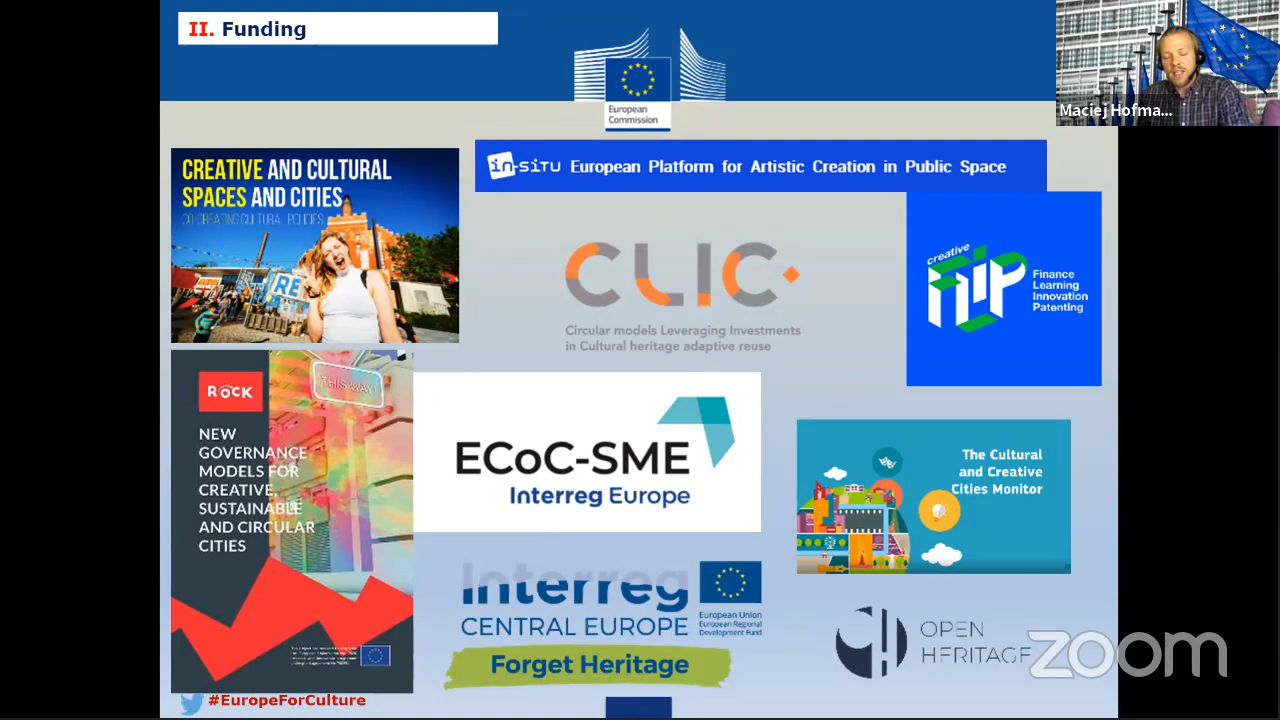 II. Funding
European
Commission
Maciej Hofma...
CREATIVE AND CULTURAL
SPACES AND CITIES
CO-CREATING CULTURAL POLICIES
RE
in-situ European Platform for Artistic Creation in Public Space
CLIC
Circular models Leveraging Investments
in Cultural heritage adaptive reuse
creative
FLIP
Finance
Learning
Innovation
Patenting
ROCK
THIS WAY!
NEW
GOVERNANCE
MODELS FOR
CREATIVE,
SUSTAINABLE
AND CIRCULAR
CITIES
ECoC-SME
Interreg Europe
The Cultural
and Creative
Cities Monitor
Interreg
CENTRAL EUROPE
European Union
European Regional
Development Fund
Forget Heritage
OPEN
HERITAGE
zoom
#EuropeForCulture